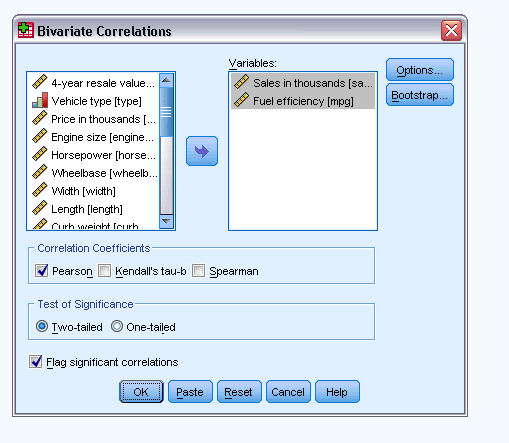 Bivariate Correlations
Variables:
4-year resale value...
Vehicle type [type]
Price in thousands [...
Engine size [engine...
Horsepower [horse...
Wheelbase [wheelb...
Width [width]
Length [length]
Curb weight [curb
Sales in thousands [sa...
Fuel efficiency [mpg]
Options...
Bootstrap...
Correlation Coefficients
Pearson Kendall's tau-b Spearman
Test of Significance
Two-tailed One-tailed
Flag significant correlations
OK Paste Reset Cancel Help